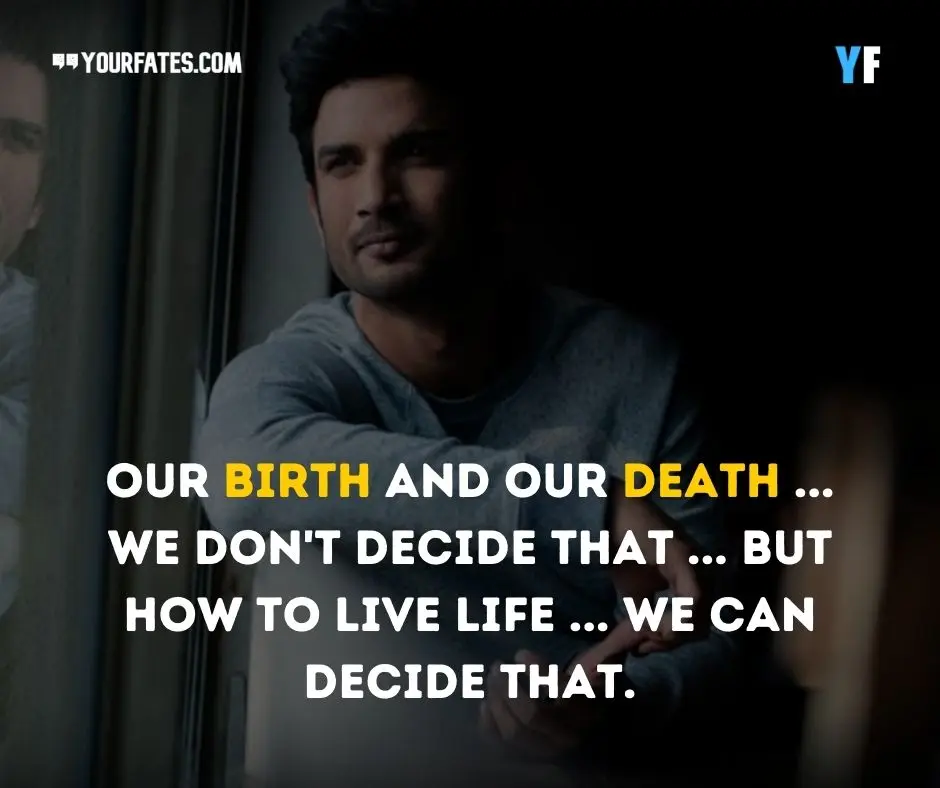 YOURFATES.COM
YF
OUR BIRTH AND OUR DEATH ...
WE DON'T DECIDE THAT ... BUT
HOW TO LIVE LIFE ... WE CAN
DECIDE THAT.